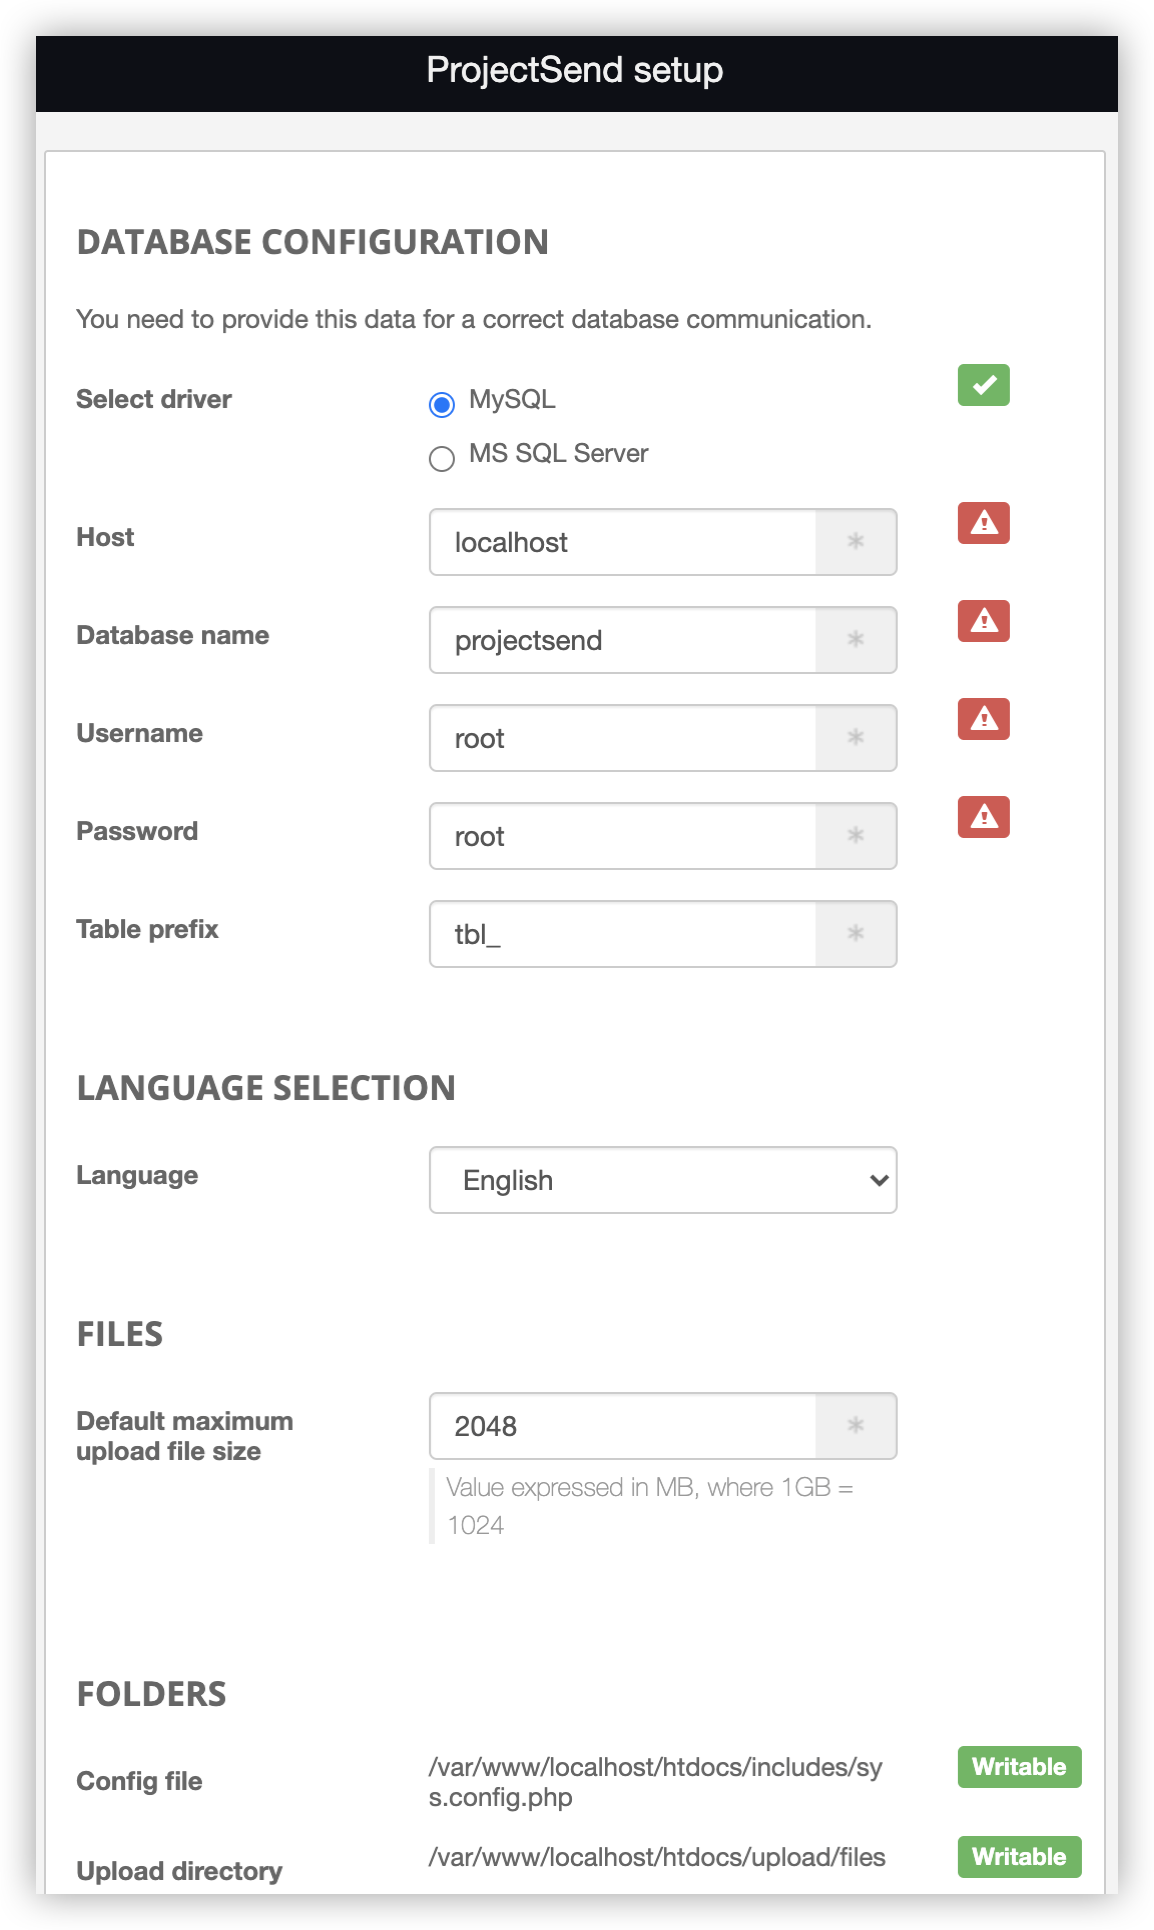 ProjectSend setup
DATABASE CONFIGURATION
You need to provide this data for a correct database communication.
Select driver
MySQL
MS SQL Server
Host
localhost
*
Database name
projectsend
*
Username
root
*
Password
root
*
Table prefix
tbl_
*
LANGUAGE SELECTION
Language
English
FILES
Default maximum
upload file size
2048
*
Value expressed in MB, where 1GB =
1024
FOLDERS
Config file
/var/www/localhost/htdocs/includes/sy
s.config.php
Writable
Upload directory
/var/www/localhost/htdocs/upload/files
Writable